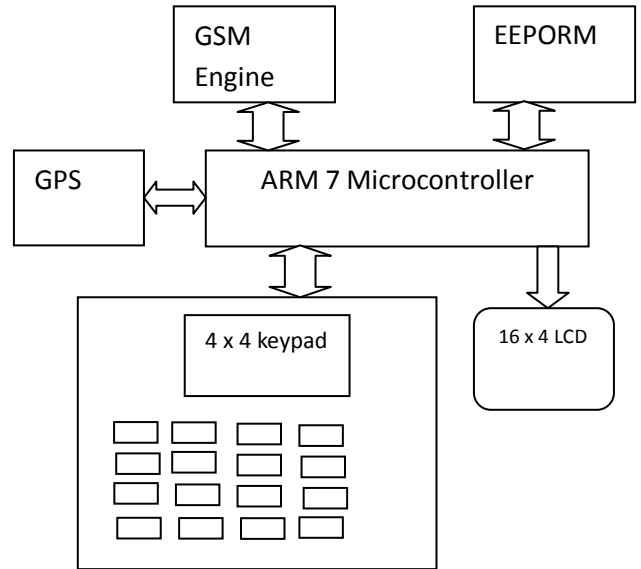 GSM
Engine
EEPORM
GPS
ARM 7 Microcontroller
4 x 4 keypad
16 x 4 LCD